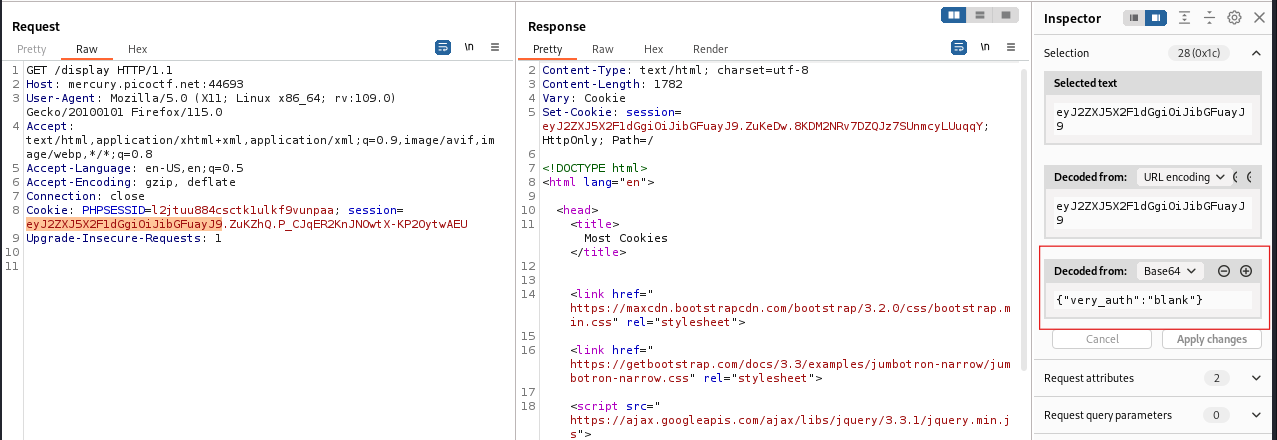 Request
Pretty Raw Hex
\n
1 GET /display HTTP/1.1
2 Host: mercury.picoctf.net:44693
3 User-Agent: Mozilla/5.0 (X11; Linux x86_64; rv:109.0)
Gecko/20100101 Firefox/115.0
4 Accept:
text/html,application/xhtml+xml,application/xml;q=0.9,image/avif,im
age/webp,*/*;q=0.8
5 Accept-Language: en-US,en;q=0.5
6 Accept-Encoding: gzip, deflate
7 Connection: close
8 Cookie: PHPSESSID=l2jtuu884csctk1ulkf9vunpaa; session=
eyJ2ZXJ5X2F1dGgiOiJibGFuayJ9.ZuKZhQ.P_CJqER2KnJNOwtX-KP2OytwAEU
9 Upgrade-Insecure-Requests: 1
10
11
Response
Pretty Raw Hex Render
\n
2 Content-Type: text/html; charset=utf-8
3 Content-Length: 1782
4 Vary: Cookie
5 Set-Cookie: session=
eyJ2ZXJ5X2F1dGgiOiJibGFuayJ9.ZuKeDw.8KDM2NRv7DZQJz7SUnmcyLUuqqY;
HttpOnly; Path=/
6
7 <!DOCTYPE html>
8 <html lang="en">
9
10 <head>
11 <title>
Most Cookies
</title>
12
13
14 <link href="
https://maxcdn.bootstrapcdn.com/bootstrap/3.2.0/css/bootstrap.m
in.css" rel="stylesheet">
15
16 <link href="
https://getbootstrap.com/docs/3.3/examples/jumbotron-narrow/jum
botron-narrow.css" rel="stylesheet">
17
18 <script src="
https://ajax.googleapis.com/ajax/libs/jquery/3.3.1/jquery.min.j
s">
Inspector
Selection 28 (0x1c)
Selected text
eyJ2ZXJ5X2F1dGgiOiJibGFuayJ
9
Decoded from: URL encoding
eyJ2ZXJ5X2F1dGgiOiJibGFuayJ
9
Decoded from: Base64
{"very_auth":"blank"}
Cancel Apply changes
Request attributes 2
Request query parameters 0